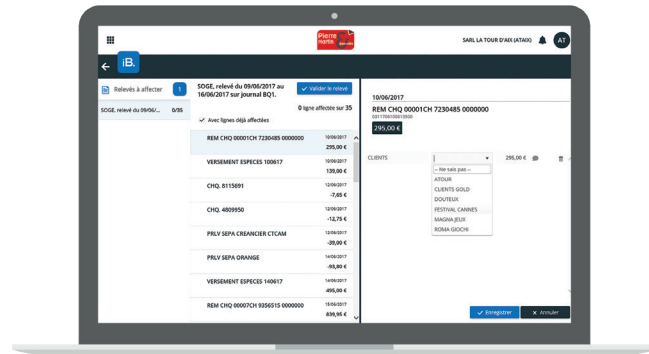 Pierre
martin
SARL LA TOUR D'AIX (ATAIX)
AT
iB.
Relevés à affecter
1
SOGE, relevé du 09/06/...
0/35
SOGE, relevé du 09/06/2017 au
16/06/2017 sur journal BQ1.
Valider le relevé
0 ligne affectée sur 35
Avec lignes déjà affectées
REM CHQ 00001CH 7230485 0000000
10/06/2017
295,00 €
VERSEMENT ESPECES 100617
10/06/2017
139,00 €
CHQ. 8115691
12/06/2017
-7,65 €
CHQ. 4809950
12/06/2017
-12,75 €
PRLV SEPA CREANCIER CTCAM
12/06/2017
-39,00 €
PRLV SEPA ORANGE
14/06/2017
-93,80 €
VERSEMENT ESPECES 140617
14/06/2017
495,00 €
REM CHQ 00007CH 9356515 0000000
15/06/2017
839,95 €
10/06/2017
REM CHQ 00001CH 7230485 0000000
295,00 €
CLIENTS
295,00 €
-- Ne sais pas --
ATOUR
CLIENTS GOLD
DOUTEUX
FESTIVAL CANNES
MAGNA JEUX
ROMA GIOCHI
Enregistrer
Annuler